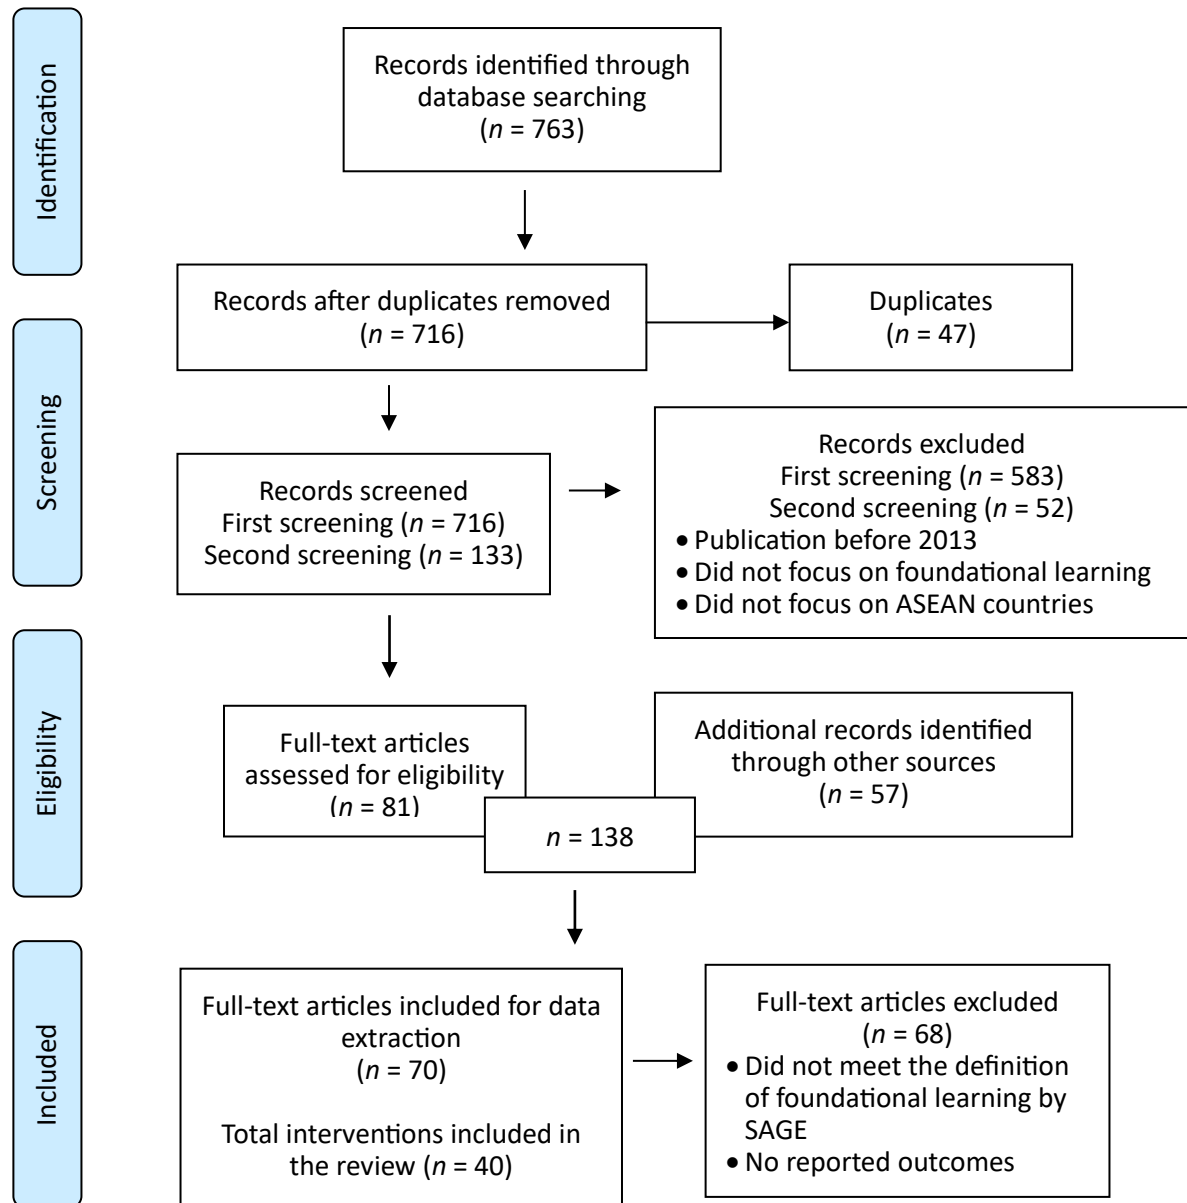 Identification
Records identified through
database searching
(n = 763)
Records after duplicates removed
(n = 716)
Duplicates
(n = 47)
Screening
Records screened
First screening (n = 716)
Second screening (n = 133)
Records excluded
First screening (n = 583)
Second screening (n = 52)
• Publication before 2013
• Did not focus on foundational learning
• Did not focus on ASEAN countries
Eligibility
Full-text articles
assessed for eligibility
(n = 81)
Additional records identified
through other sources
(n = 57)
n = 138
Included
Full-text articles included for data
extraction
(n = 70)
Total interventions included in
the review (n = 40)
Full-text articles excluded
(n = 68)
• Did not meet the definition
of foundational learning by
SAGE
• No reported outcomes